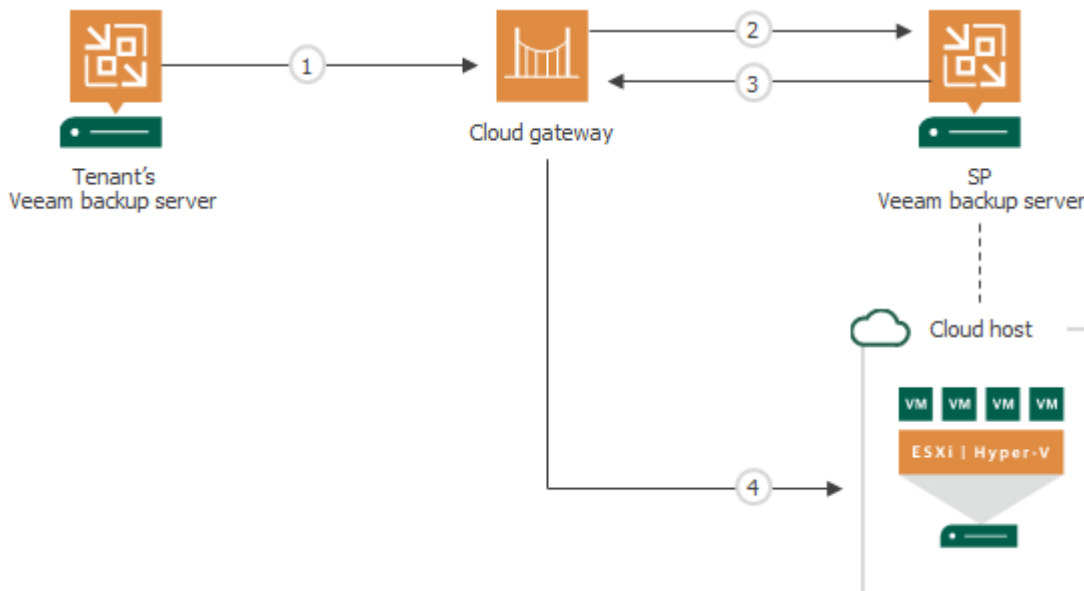 1
2
3
Cloud gateway
Tenant's
Veeam backup server
SP
Veeam backup server
Cloud host
VM VM VM VM
ESXi | Hyper-V
4